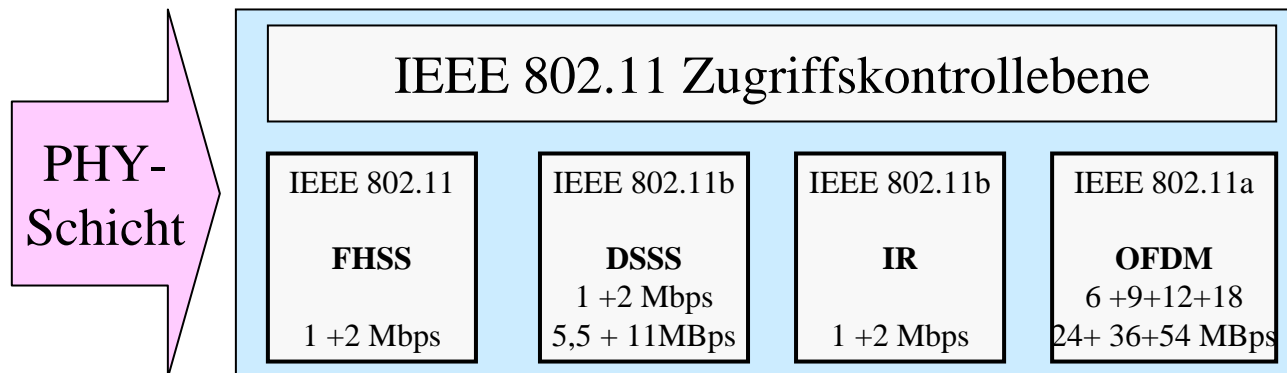 PHY-
Schicht
IEEE 802.11 Zugriffskontrollebene
IEEE 802.11
FHSS
1 +2 Mbps
IEEE 802.11b
DSSS
1 +2 Mbps
5,5 + 11MBps
IEEE 802.11b
IR
1 +2 Mbps
IEEE 802.11a
OFDM
6 +9+12+18
24+ 36+54 MBps